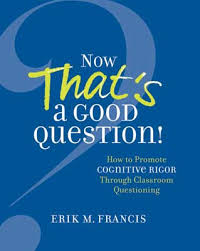 Now
That's
A GOOD
QUESTION!
How to Promote
COGNITIVE RIGOR
Through Classroom
Questioning
ERIK M. FRANCIS